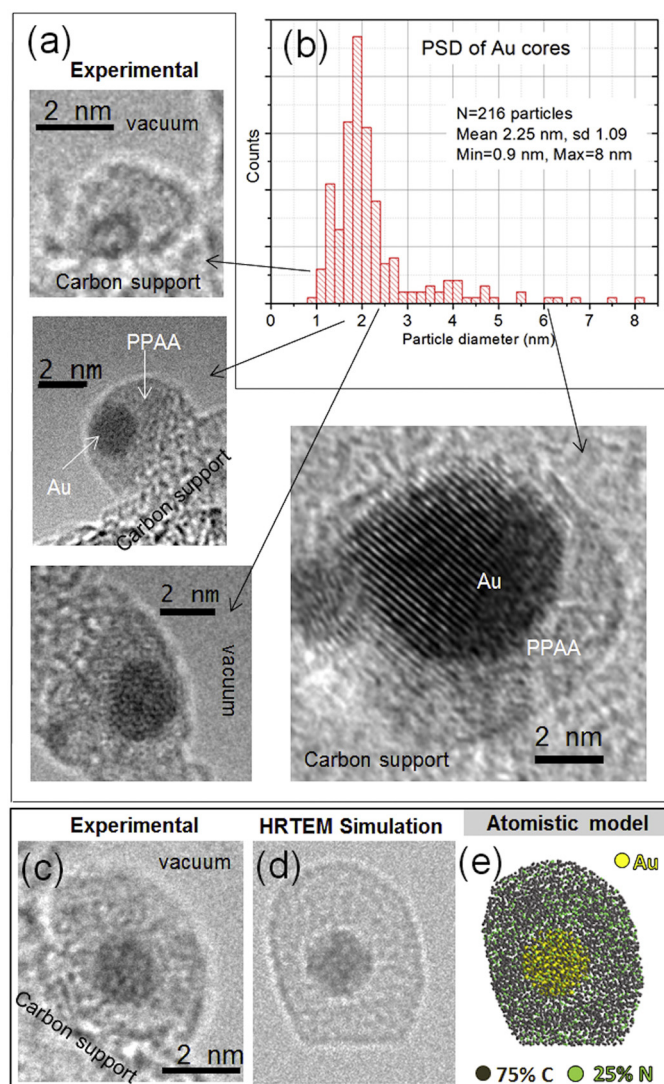 (a)
Experimental
2 nm
vacuum
Carbon support
2 nm
PPAA
Au
Carbon support
2 nm
vacuum
(b)
PSD of Au cores
N=216 particles
Mean 2.25 nm, sd 1.09
Min=0.9 nm, Max=8 nm
Counts
0 1 2 3 4 5 6 7 8
Particle diameter (nm)
Au
PPAA
2 nm
Carbon support
Experimental
HRTEM Simulation
Atomistic model
(c)
vacuum
Carbon support
2 nm
(d)
(e)
Au
75% C
25% N